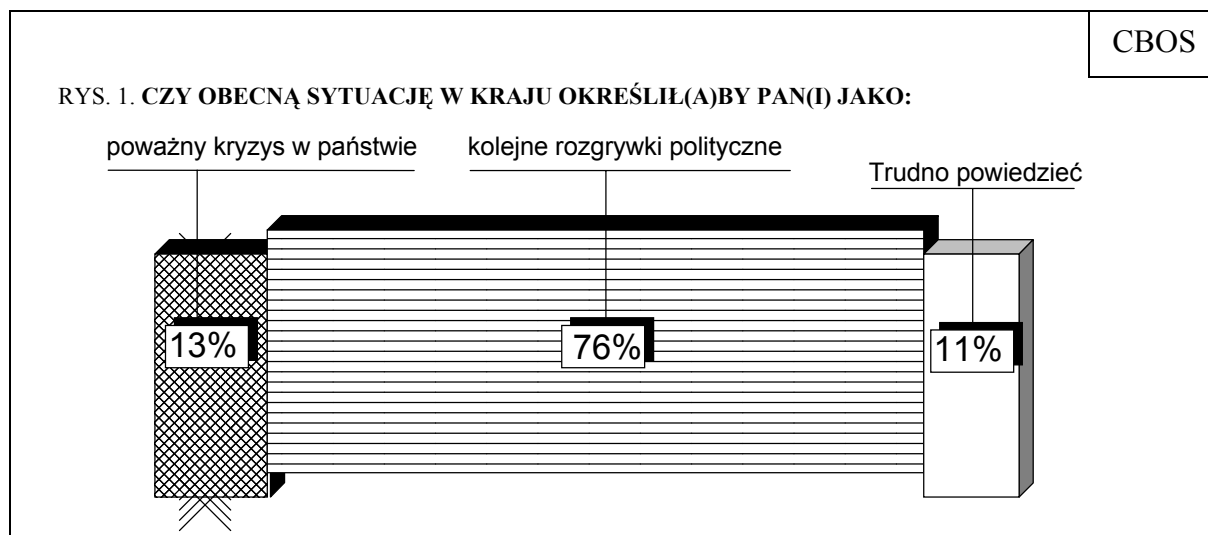 CBOS
RYS. 1. CZY OBECNĄ SYTUACJĘ W KRAJU OKREŚLIŁ(A)BY PAN(I) JAKO:
poważny kryzys w państwie
kolejne rozgrywki polityczne
Trudno powiedzieć
13%
76%
11%